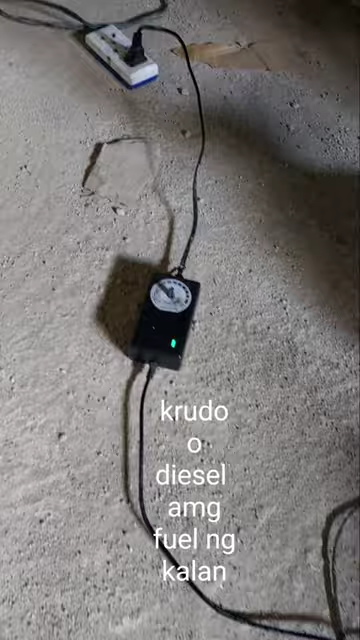 krudo
o
diesel
amg
fuel ng
kalan